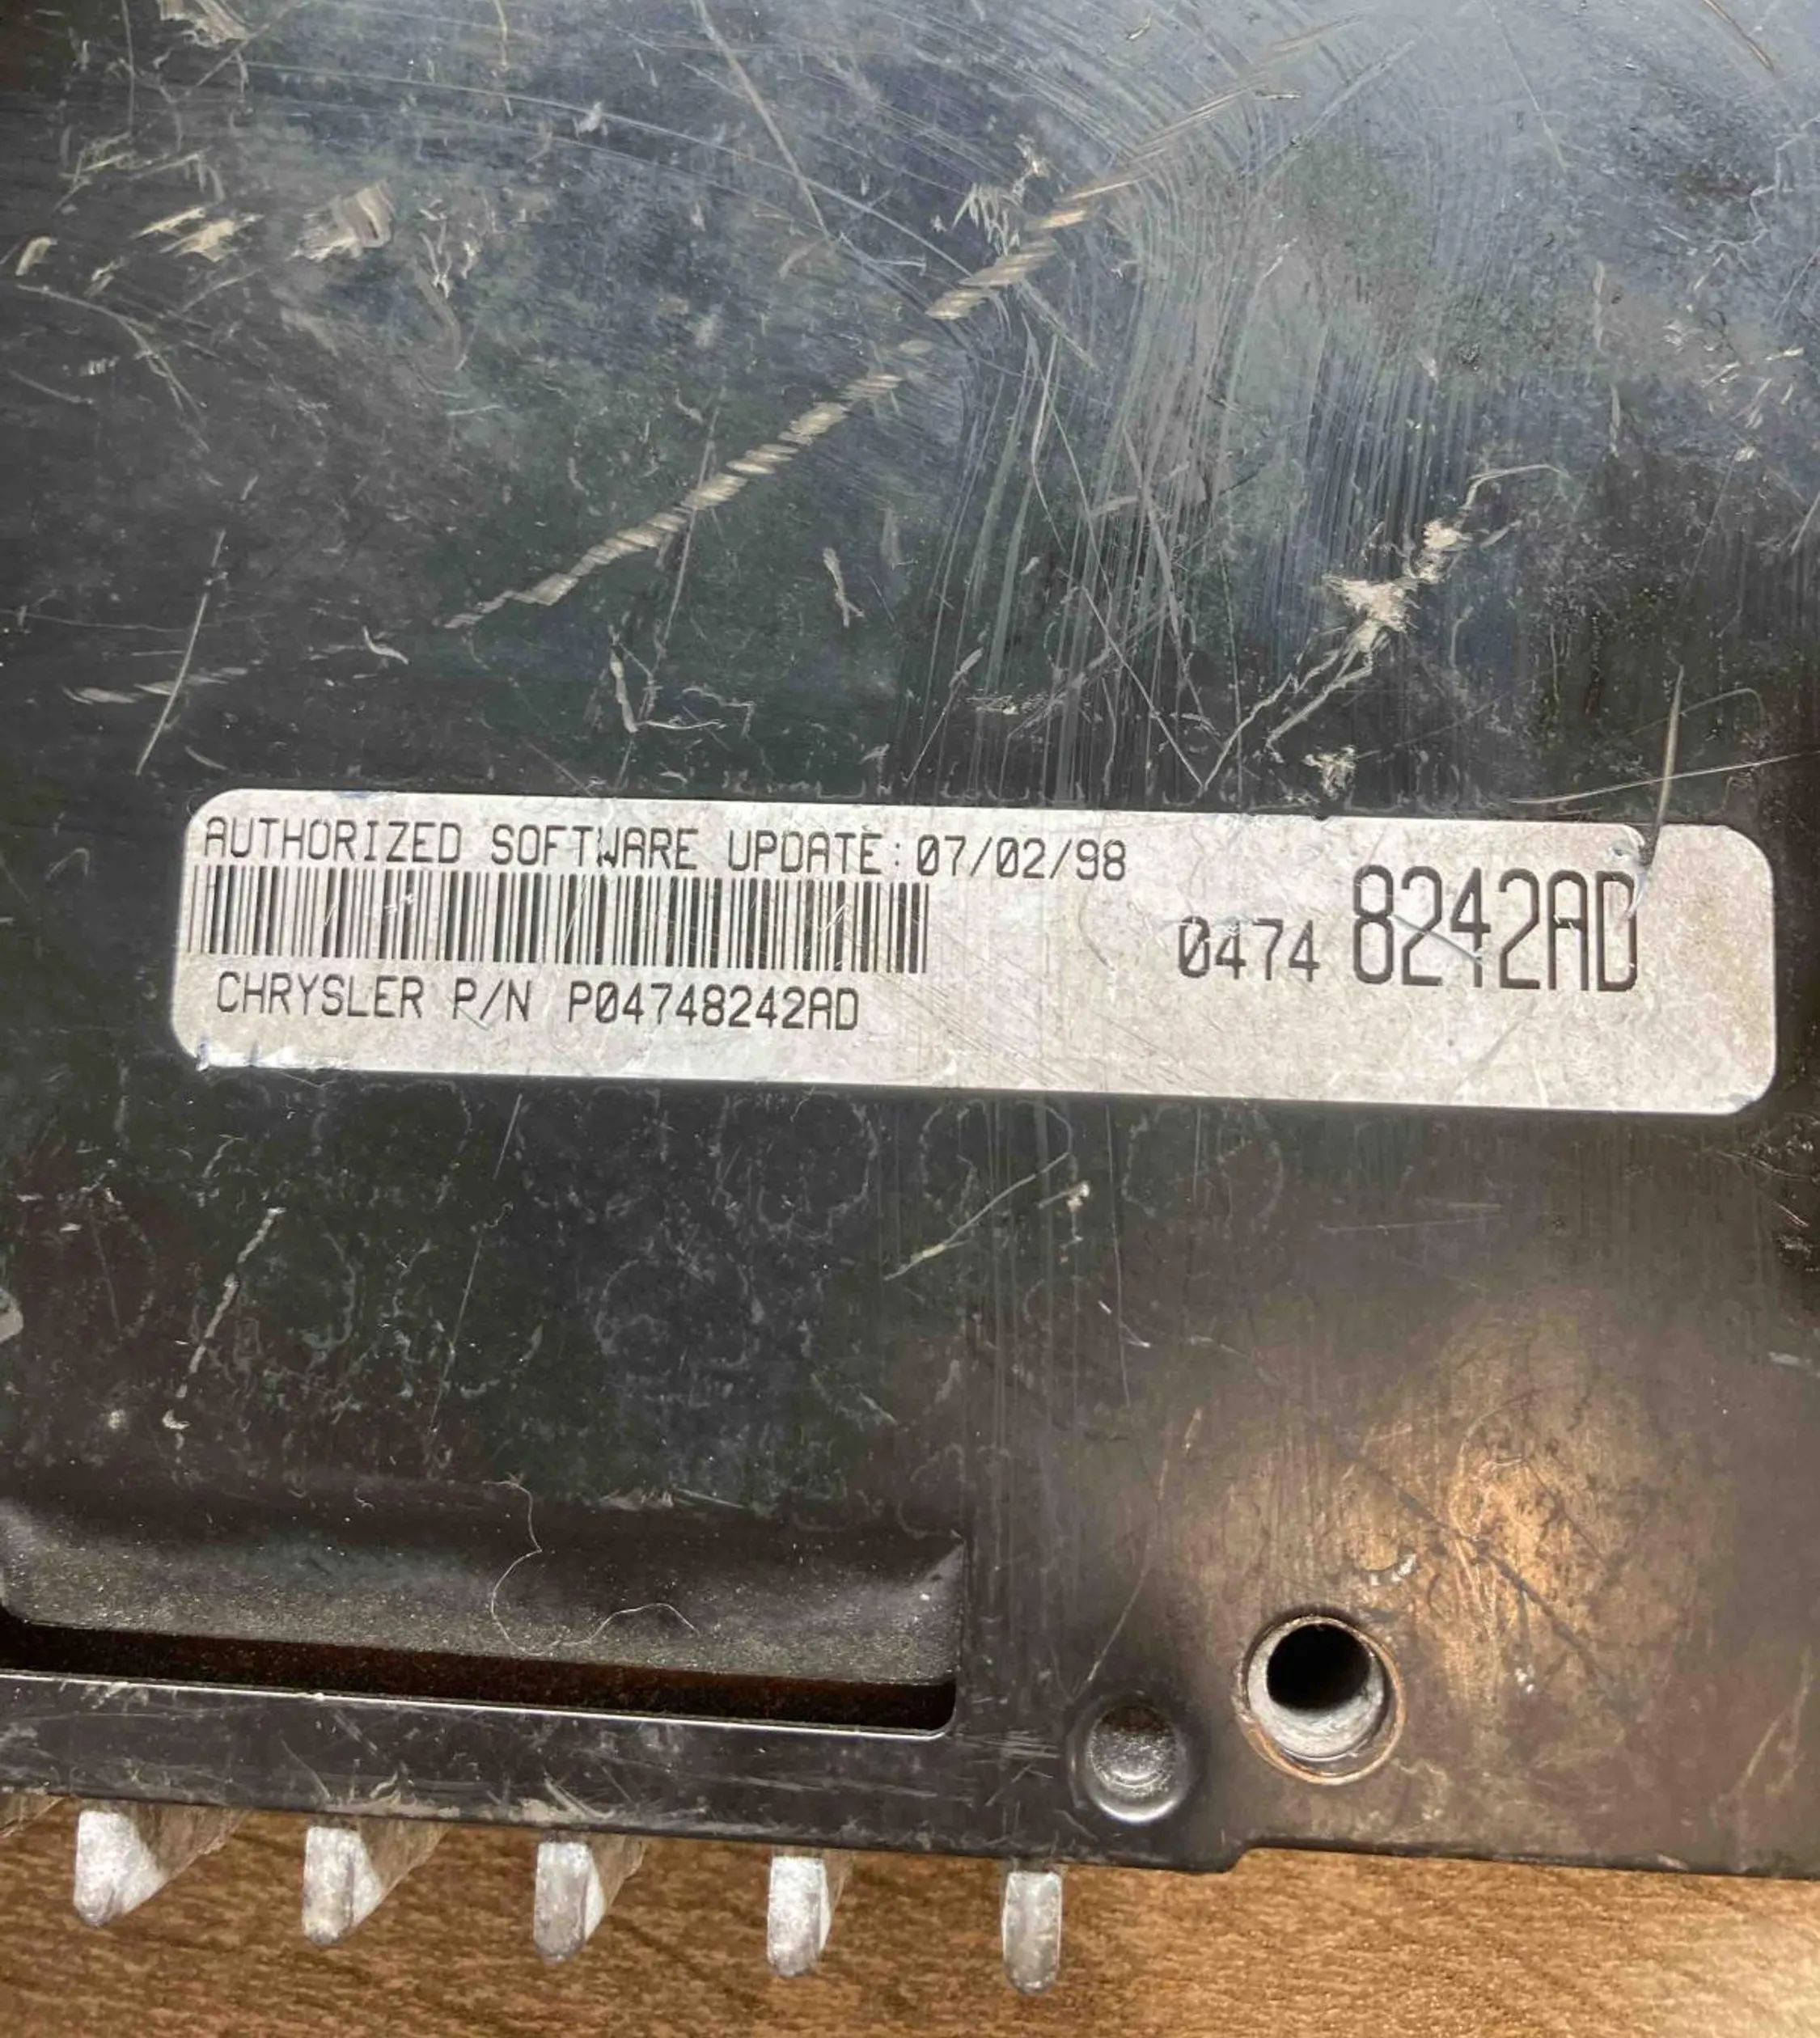 AUTHORIZED SOFTWARE UPDATE:07/02/98
0474 8242AD
CHRYSLER P/N P04748242AD